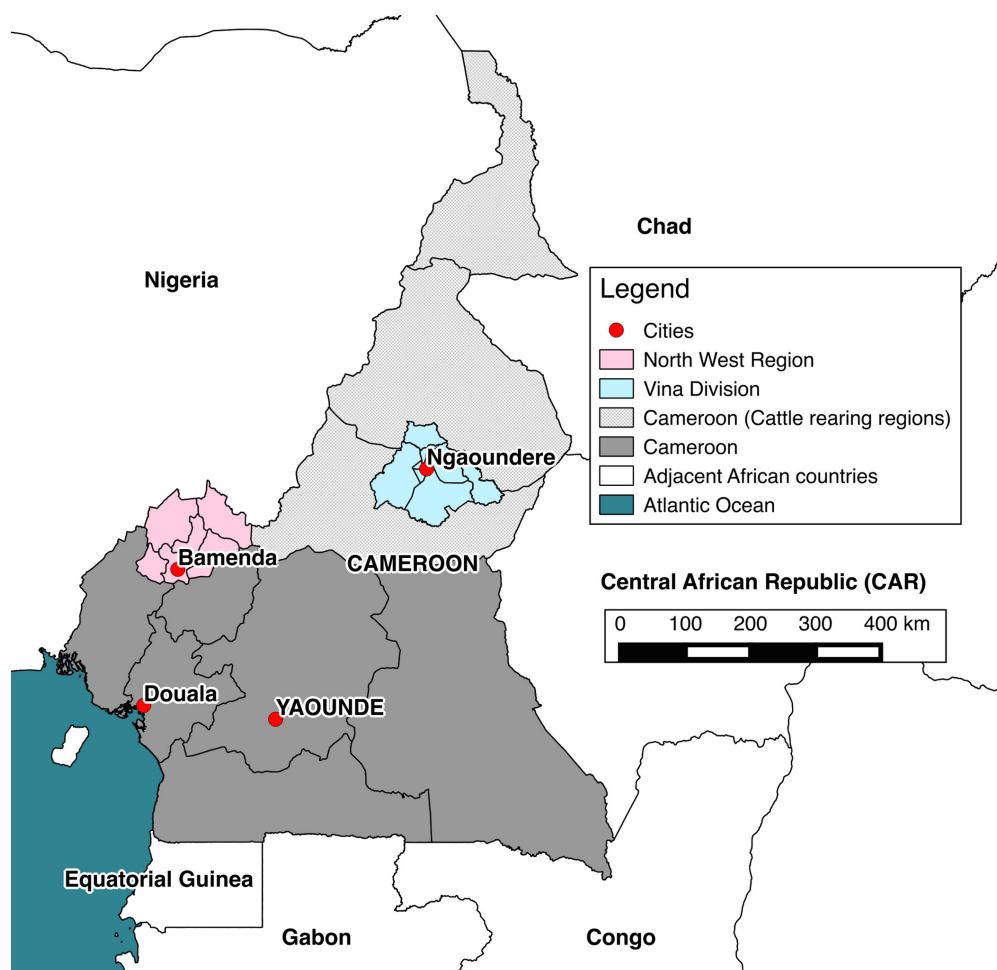 Chad
Nigeria
Legend
Cities
North West Region
Vina Division
Cameroon (Cattle rearing regions)
Cameroon
Adjacent African countries
Atlantic Ocean
Ngaoundere
Bamenda
CAMEROON
Central African Republic (CAR)
0 100 200 300 400 km
Douala
YAOUNDE
Equatorial Guinea
Gabon
Congo